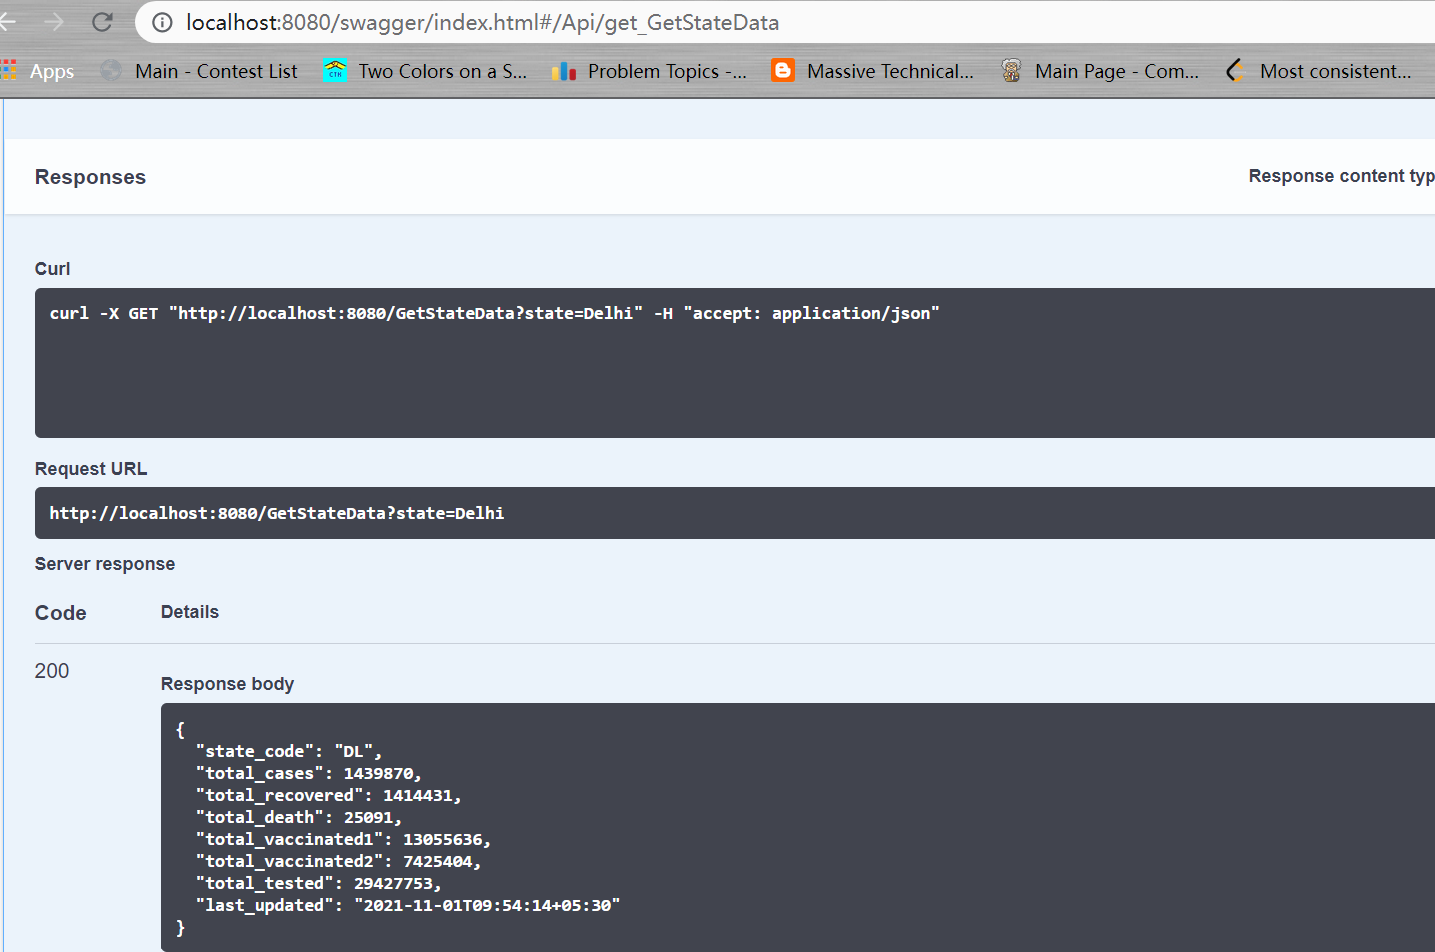 localhost:8080/swagger/index.html#/Api/get_GetStateData
Apps Main - Contest List CTH Two Colors on a S... Problem Topics -... Massive Technical... Main Page - Com... Most consistent...
Responses Response content typ
Curl
curl -X GET "http://localhost:8080/GetStateData?state=Delhi" -H "accept: application/json"
Request URL
http://localhost:8080/GetStateData?state=Delhi
Server response
Code Details
200
Response body
{
"state_code": "DL",
"total_cases": 1439870,
"total_recovered": 1414431,
"total_death": 25091,
"total_vaccinated1": 13055636,
"total_vaccinated2": 7425404,
"total_tested": 29427753,
"last_updated": "2021-11-01T09:54:14+05:30"
}